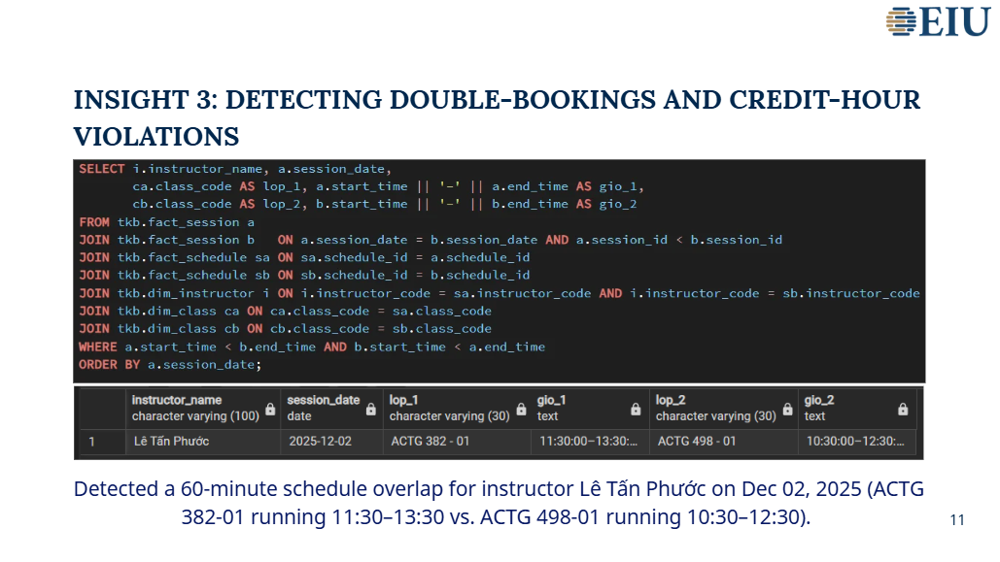 EIU
INSIGHT 3: DETECTING DOUBLE-BOOKINGS AND CREDIT-HOUR
VIOLATIONS
SELECT i.instructor_name, a.session_date,
       ca.class_code AS lop_1, a.start_time || '-' || a.end_time AS gio_1,
       cb.class_code AS lop_2, b.start_time || '-' || b.end_time AS gio_2
FROM tkb.fact_session a
JOIN tkb.fact_session b   ON a.session_date = b.session_date AND a.session_id < b.session_id
JOIN tkb.fact_schedule sa ON sa.schedule_id = a.schedule_id
JOIN tkb.fact_schedule sb ON sb.schedule_id = b.schedule_id
JOIN tkb.dim_instructor i ON i.instructor_code = sa.instructor_code AND i.instructor_code = sb.instructor_code
JOIN tkb.dim_class ca ON ca.class_code = sa.class_code
JOIN tkb.dim_class cb ON cb.class_code = sb.class_code
WHERE a.start_time < b.end_time AND b.start_time < a.end_time
ORDER BY a.session_date;
instructor_name session_date lop_1 gio_1 lop_2 gio_2
character varying (100) date character varying (30) text character varying (30) text
1 Lê Tấn Phước 2025-12-02 ACTG 382 - 01 11:30:00–13:30:... ACTG 498 - 01 10:30:00–12:30:...
Detected a 60-minute schedule overlap for instructor Lê Tấn Phước on Dec 02, 2025 (ACTG
382-01 running 11:30–13:30 vs. ACTG 498-01 running 10:30–12:30).
11